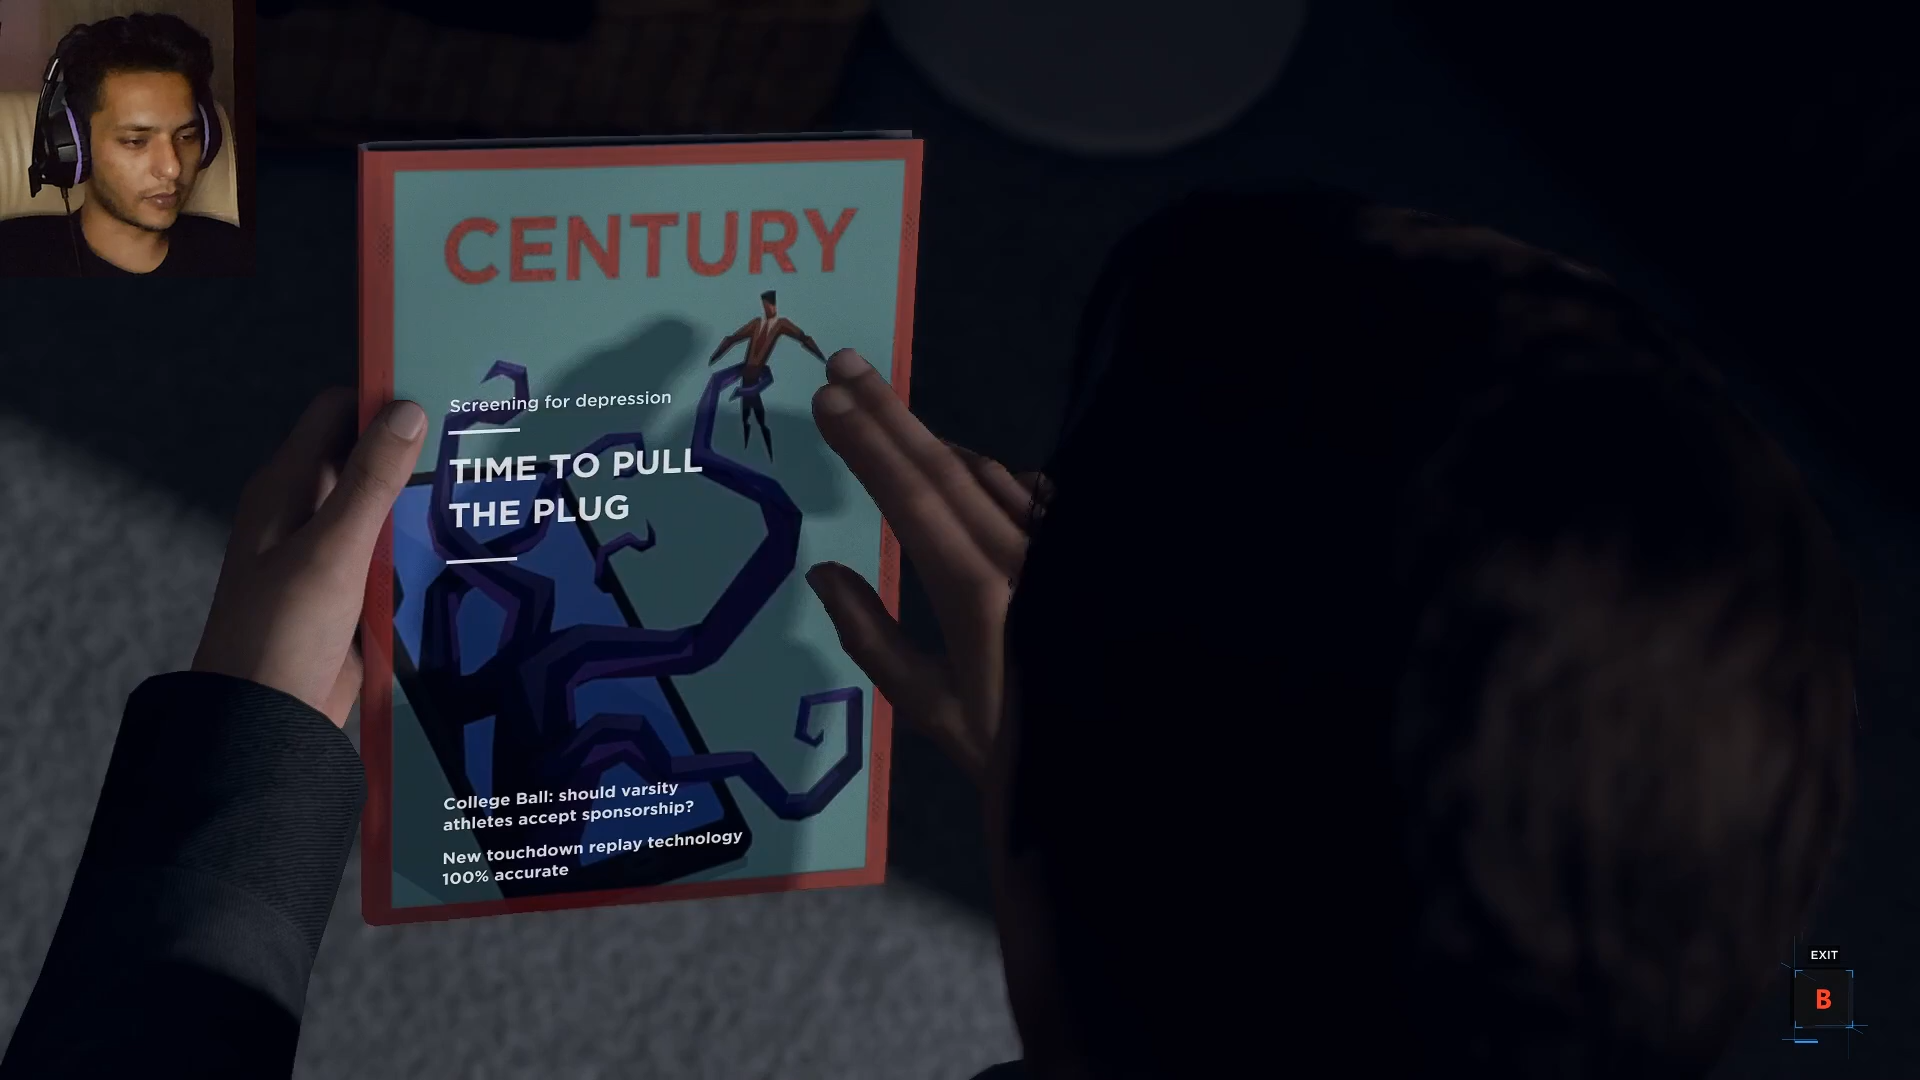 CENTURY
Screening for depression
TIME TO PULL
THE PLUG
College Ball: should varsity
athletes accept sponsorship?
New touchdown replay technology
100% accurate
EXIT
B